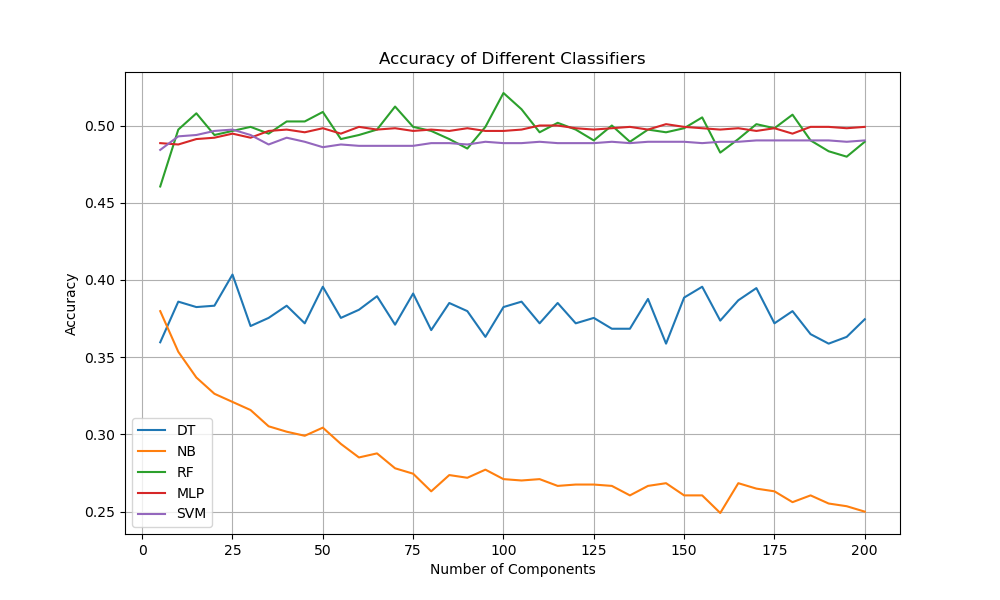 Accuracy of Different Classifiers
Accuracy
0.50
0.45
0.40
0.35
0.30
0.25
DT
NB
RF
MLP
SVM
0 25 50 75 100 125 150 175 200
Number of Components